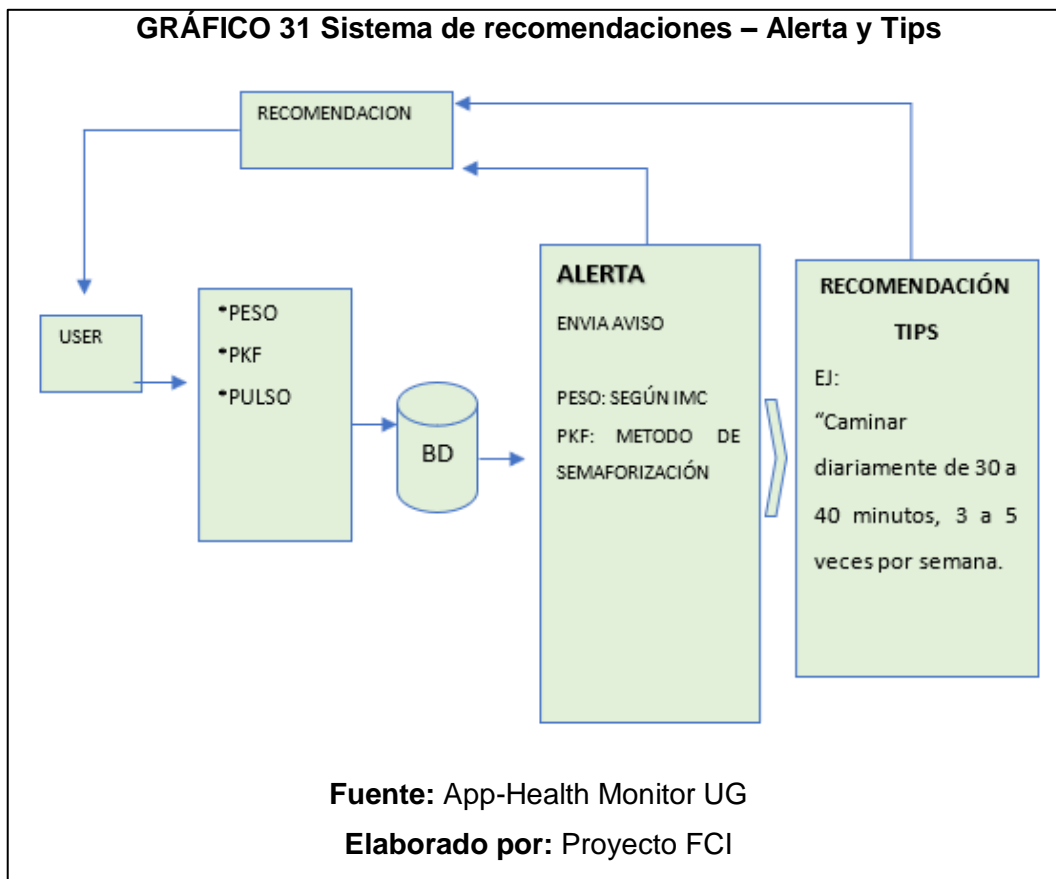 GRÁFICO 31 Sistema de recomendaciones – Alerta y Tips
RECOMENDACION
USER
*PESO
*PKF
*PULSO
BD
ALERTA
ENVIA AVISO
PESO: SEGÚN IMC
PKF: METODO DE
SEMAFORIZACIÓN
RECOMENDACIÓN
TIPS
EJ:
“Caminar
diariamente de 30 a
40 minutos, 3 a 5
veces por semana.
Fuente: App-Health Monitor UG
Elaborado por: Proyecto FCI